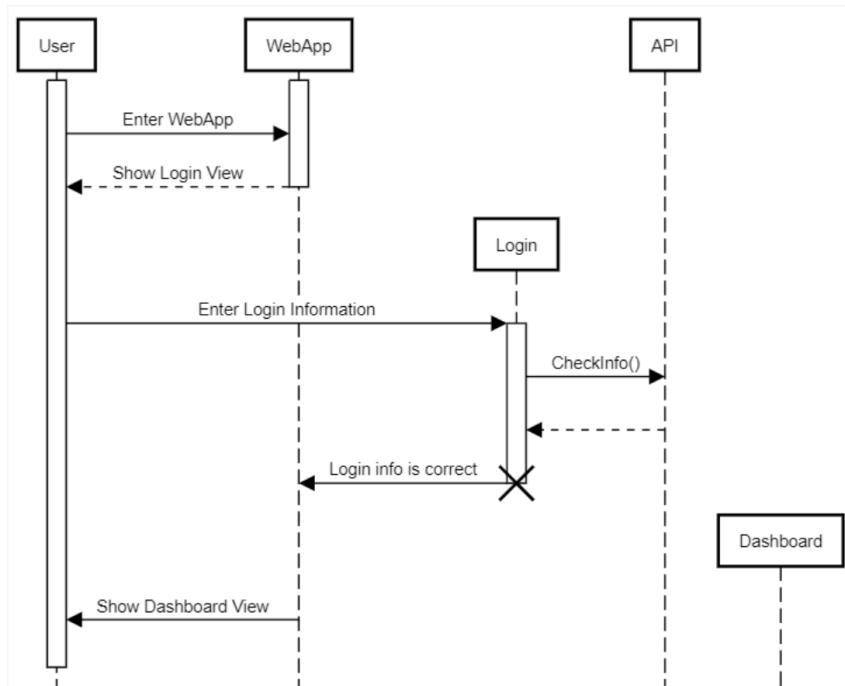 User
WebApp
API
Enter WebApp
Show Login View
Login
Enter Login Information
CheckInfo()
Login info is correct
Dashboard
Show Dashboard View